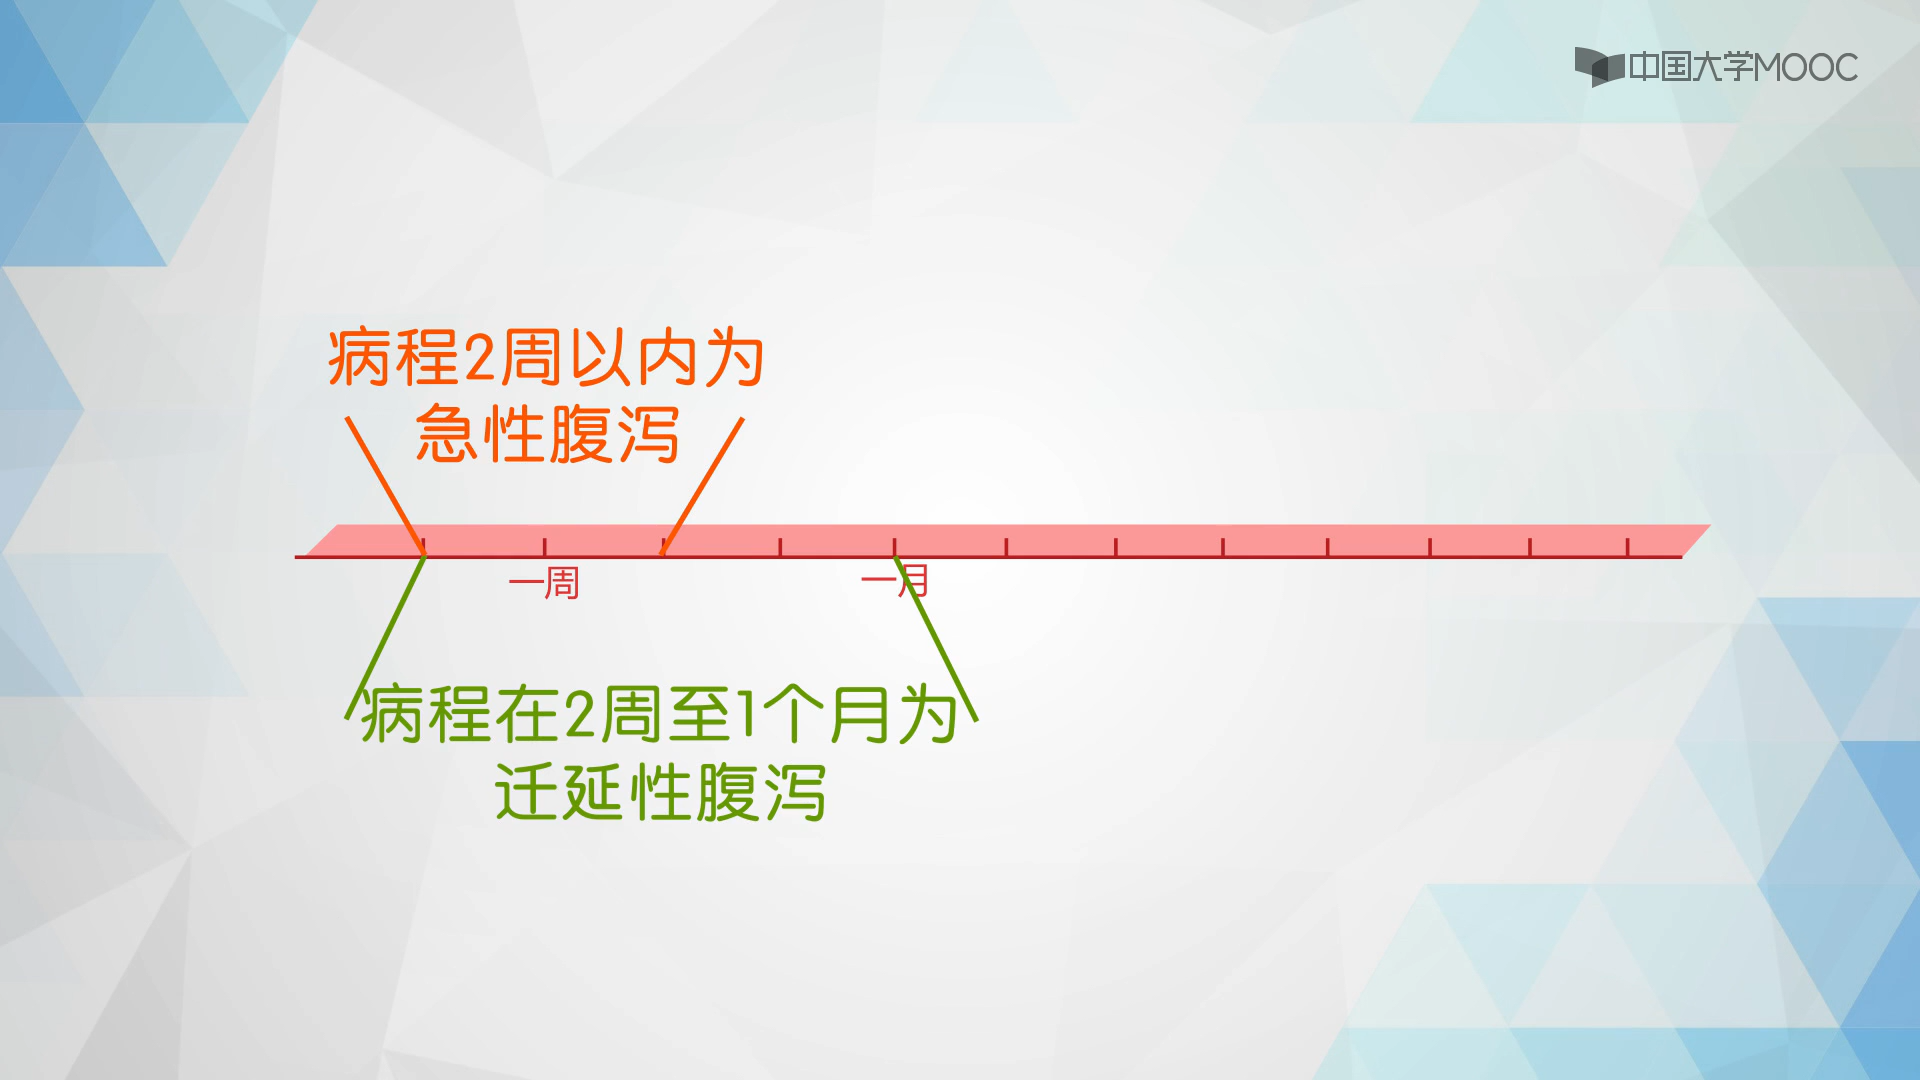 中国大学MOOC
病程2周以内为
急性腹泻
一周
一月
病程在2周至1个月为
迁延性腹泻